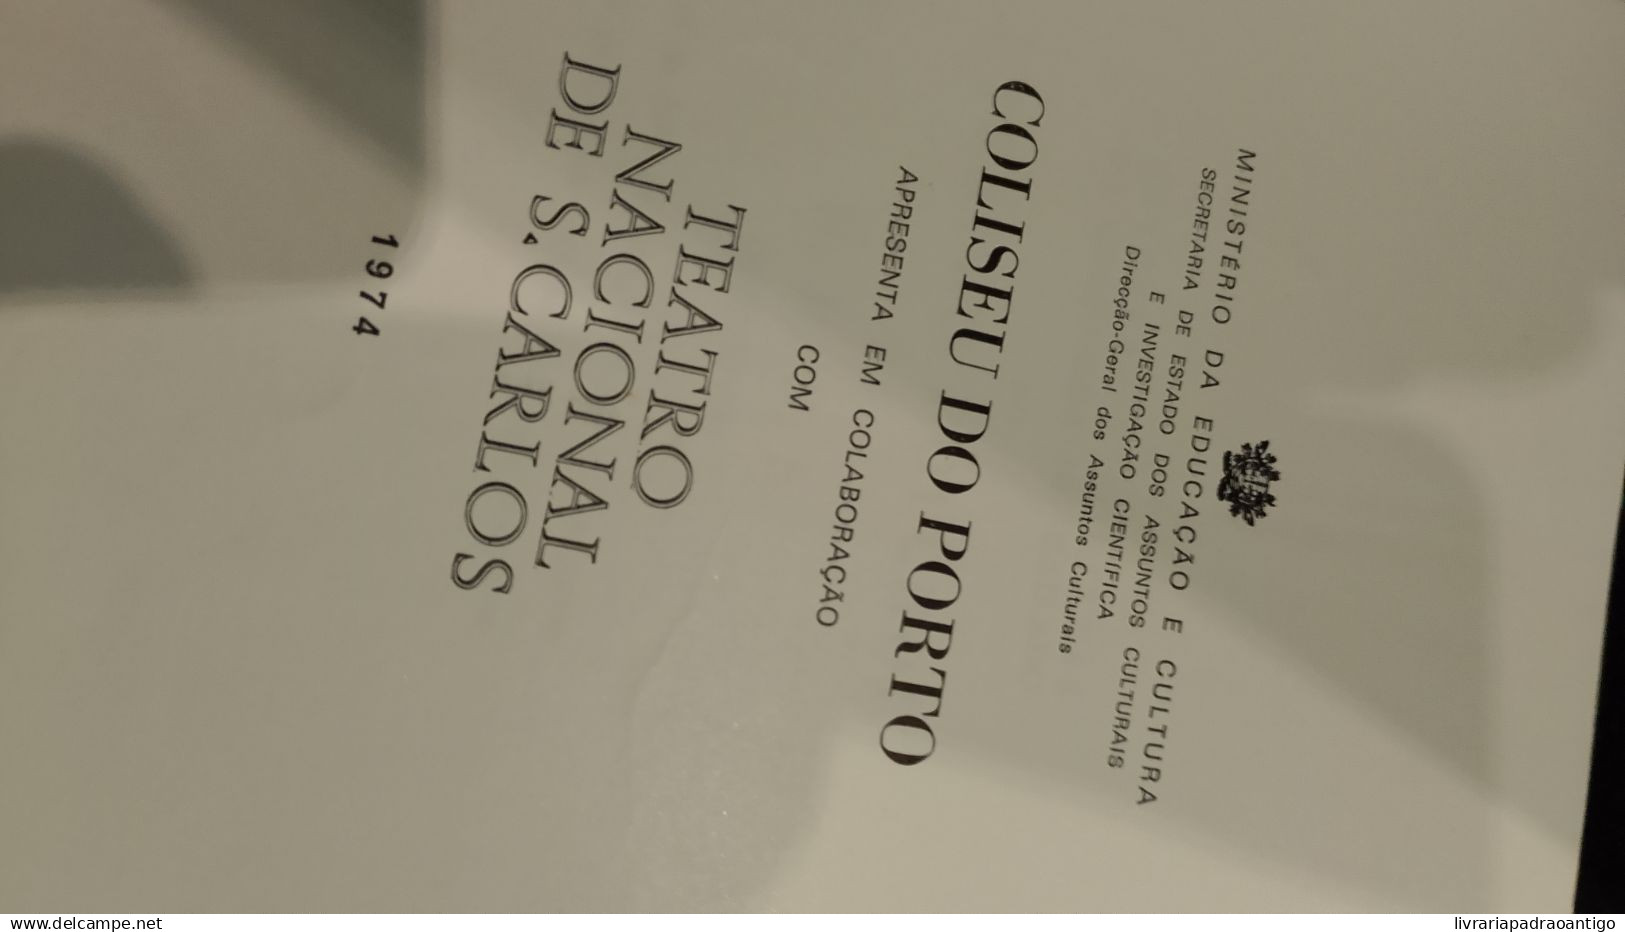 MINISTÉRIO DA EDUCAÇÃO E CULTURA
SECRETARIA DE ESTADO DOS ASSUNTOS CULTURAIS
E INVESTIGAÇÃO CIENTÍFICA
Direcção-Geral dos Assuntos Culturais
COLISEU DO PORTO
APRESENTA EM COLABORAÇÃO
COM
TEATRO
NACIONAL
DE S. CARLOS
1974
www.delcampe.net
livrariapadraoantigo